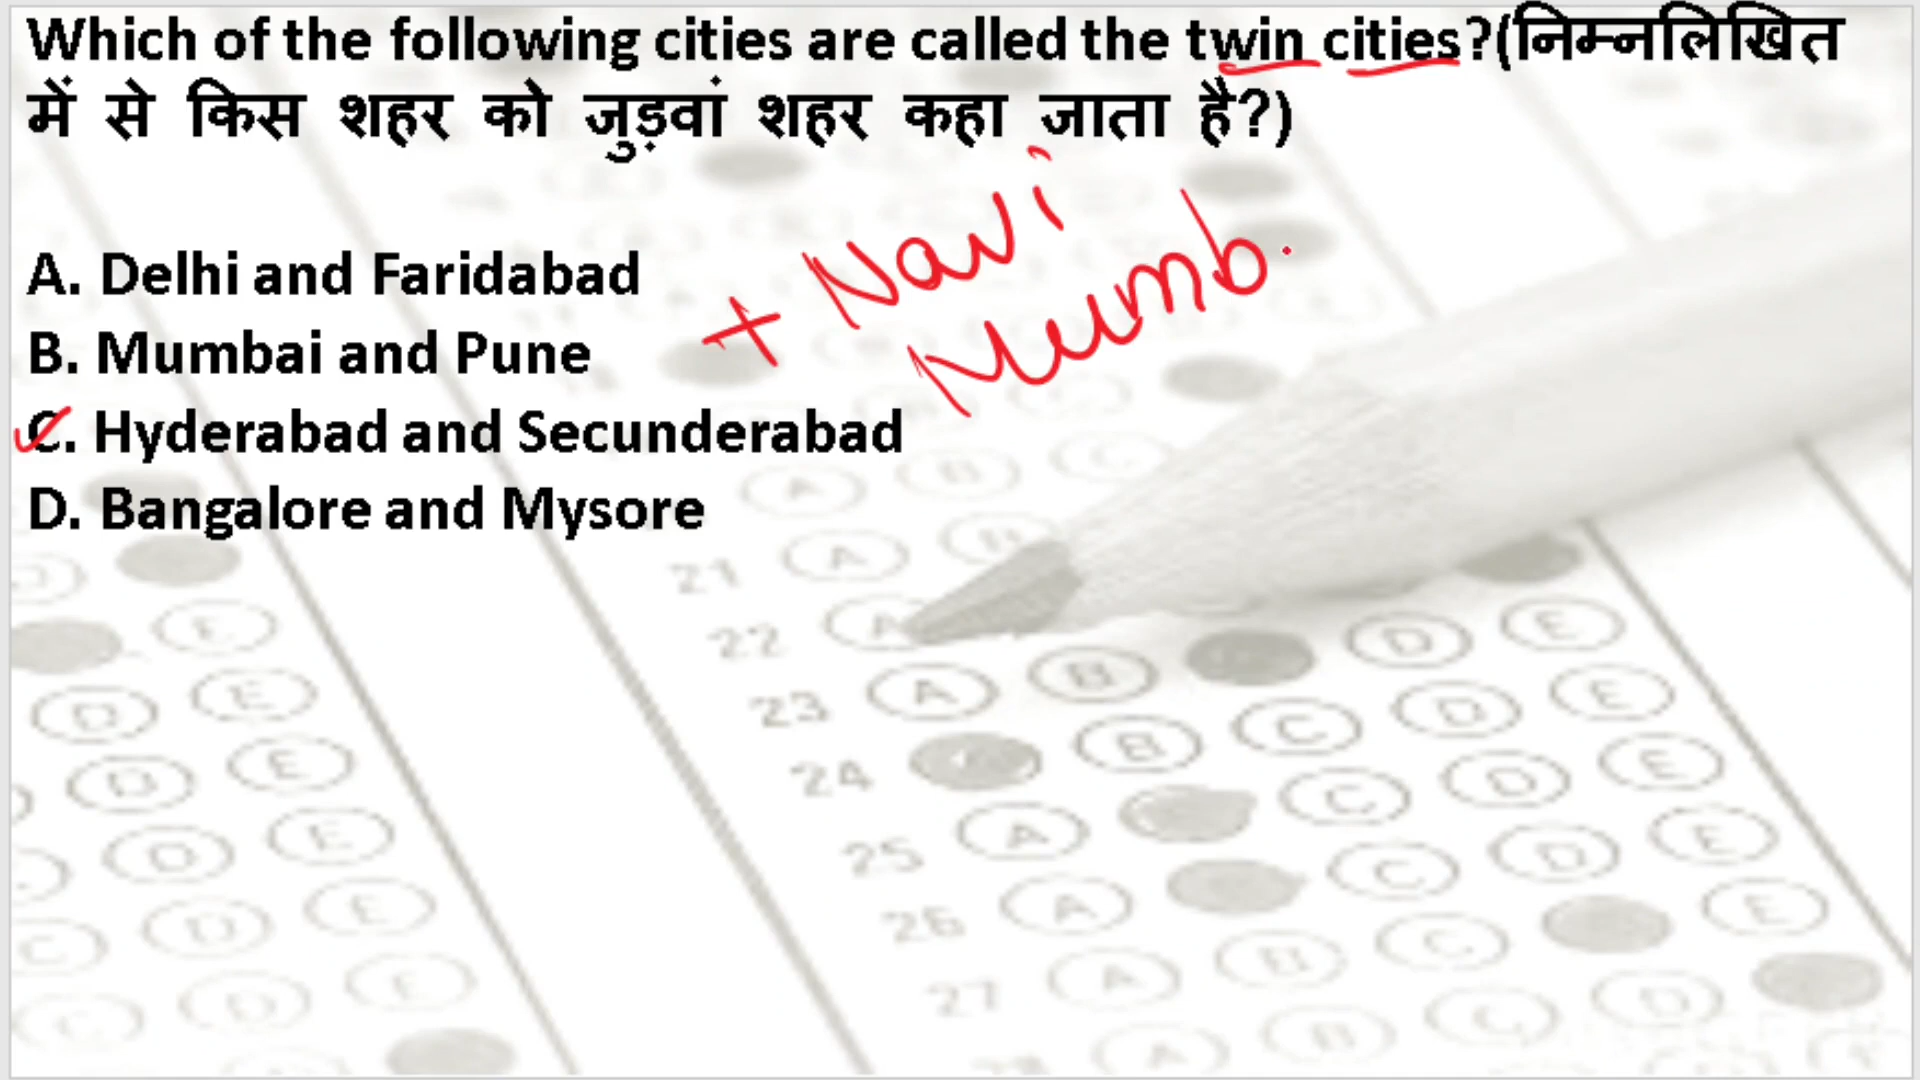 Which of the following cities are called the twin cities?(निम्नलिखित
में से किस शहर को जुड़वां शहर कहा जाता है?)
+ Navi
Mumb.
A. Delhi and Faridabad
B. Mumbai and Pune
C. Hyderabad and Secunderabad
D. Bangalore and Mysore
21 A B
22 A
23 A B D E
24 B C D E
25 A C D E
26 A C D E
27 A B C